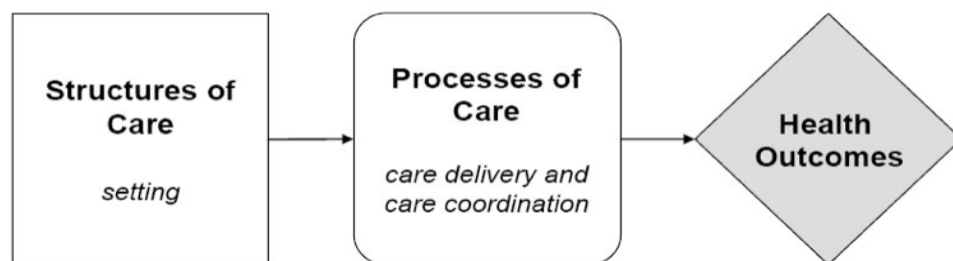 Structures of
Care
setting
Processes of
Care
care delivery and
care coordination
Health
Outcomes